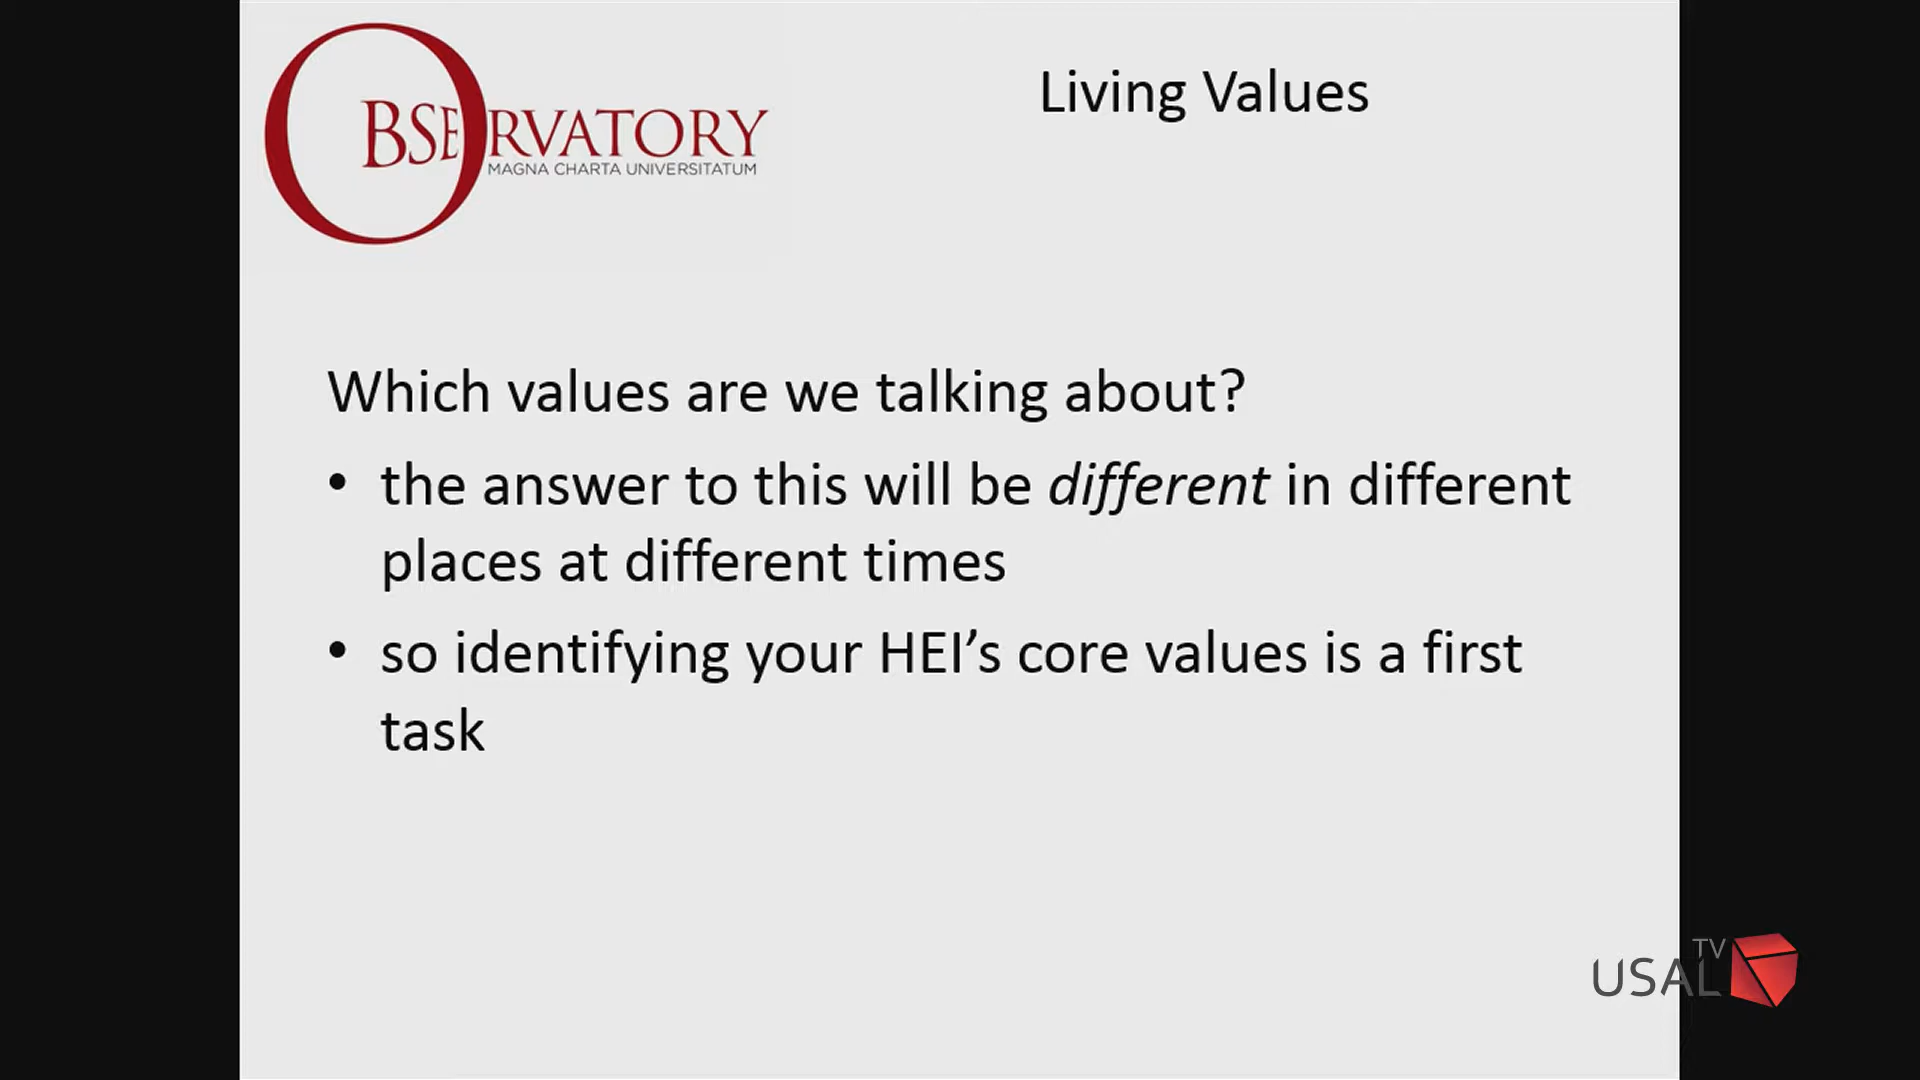 OBSERVATORY
MAGNA CHARTA UNIVERSITATUM
Living Values
Which values are we talking about?
• the answer to this will be different in different
places at different times
• so identifying your HEI’s core values is a first
task
TV
USAL